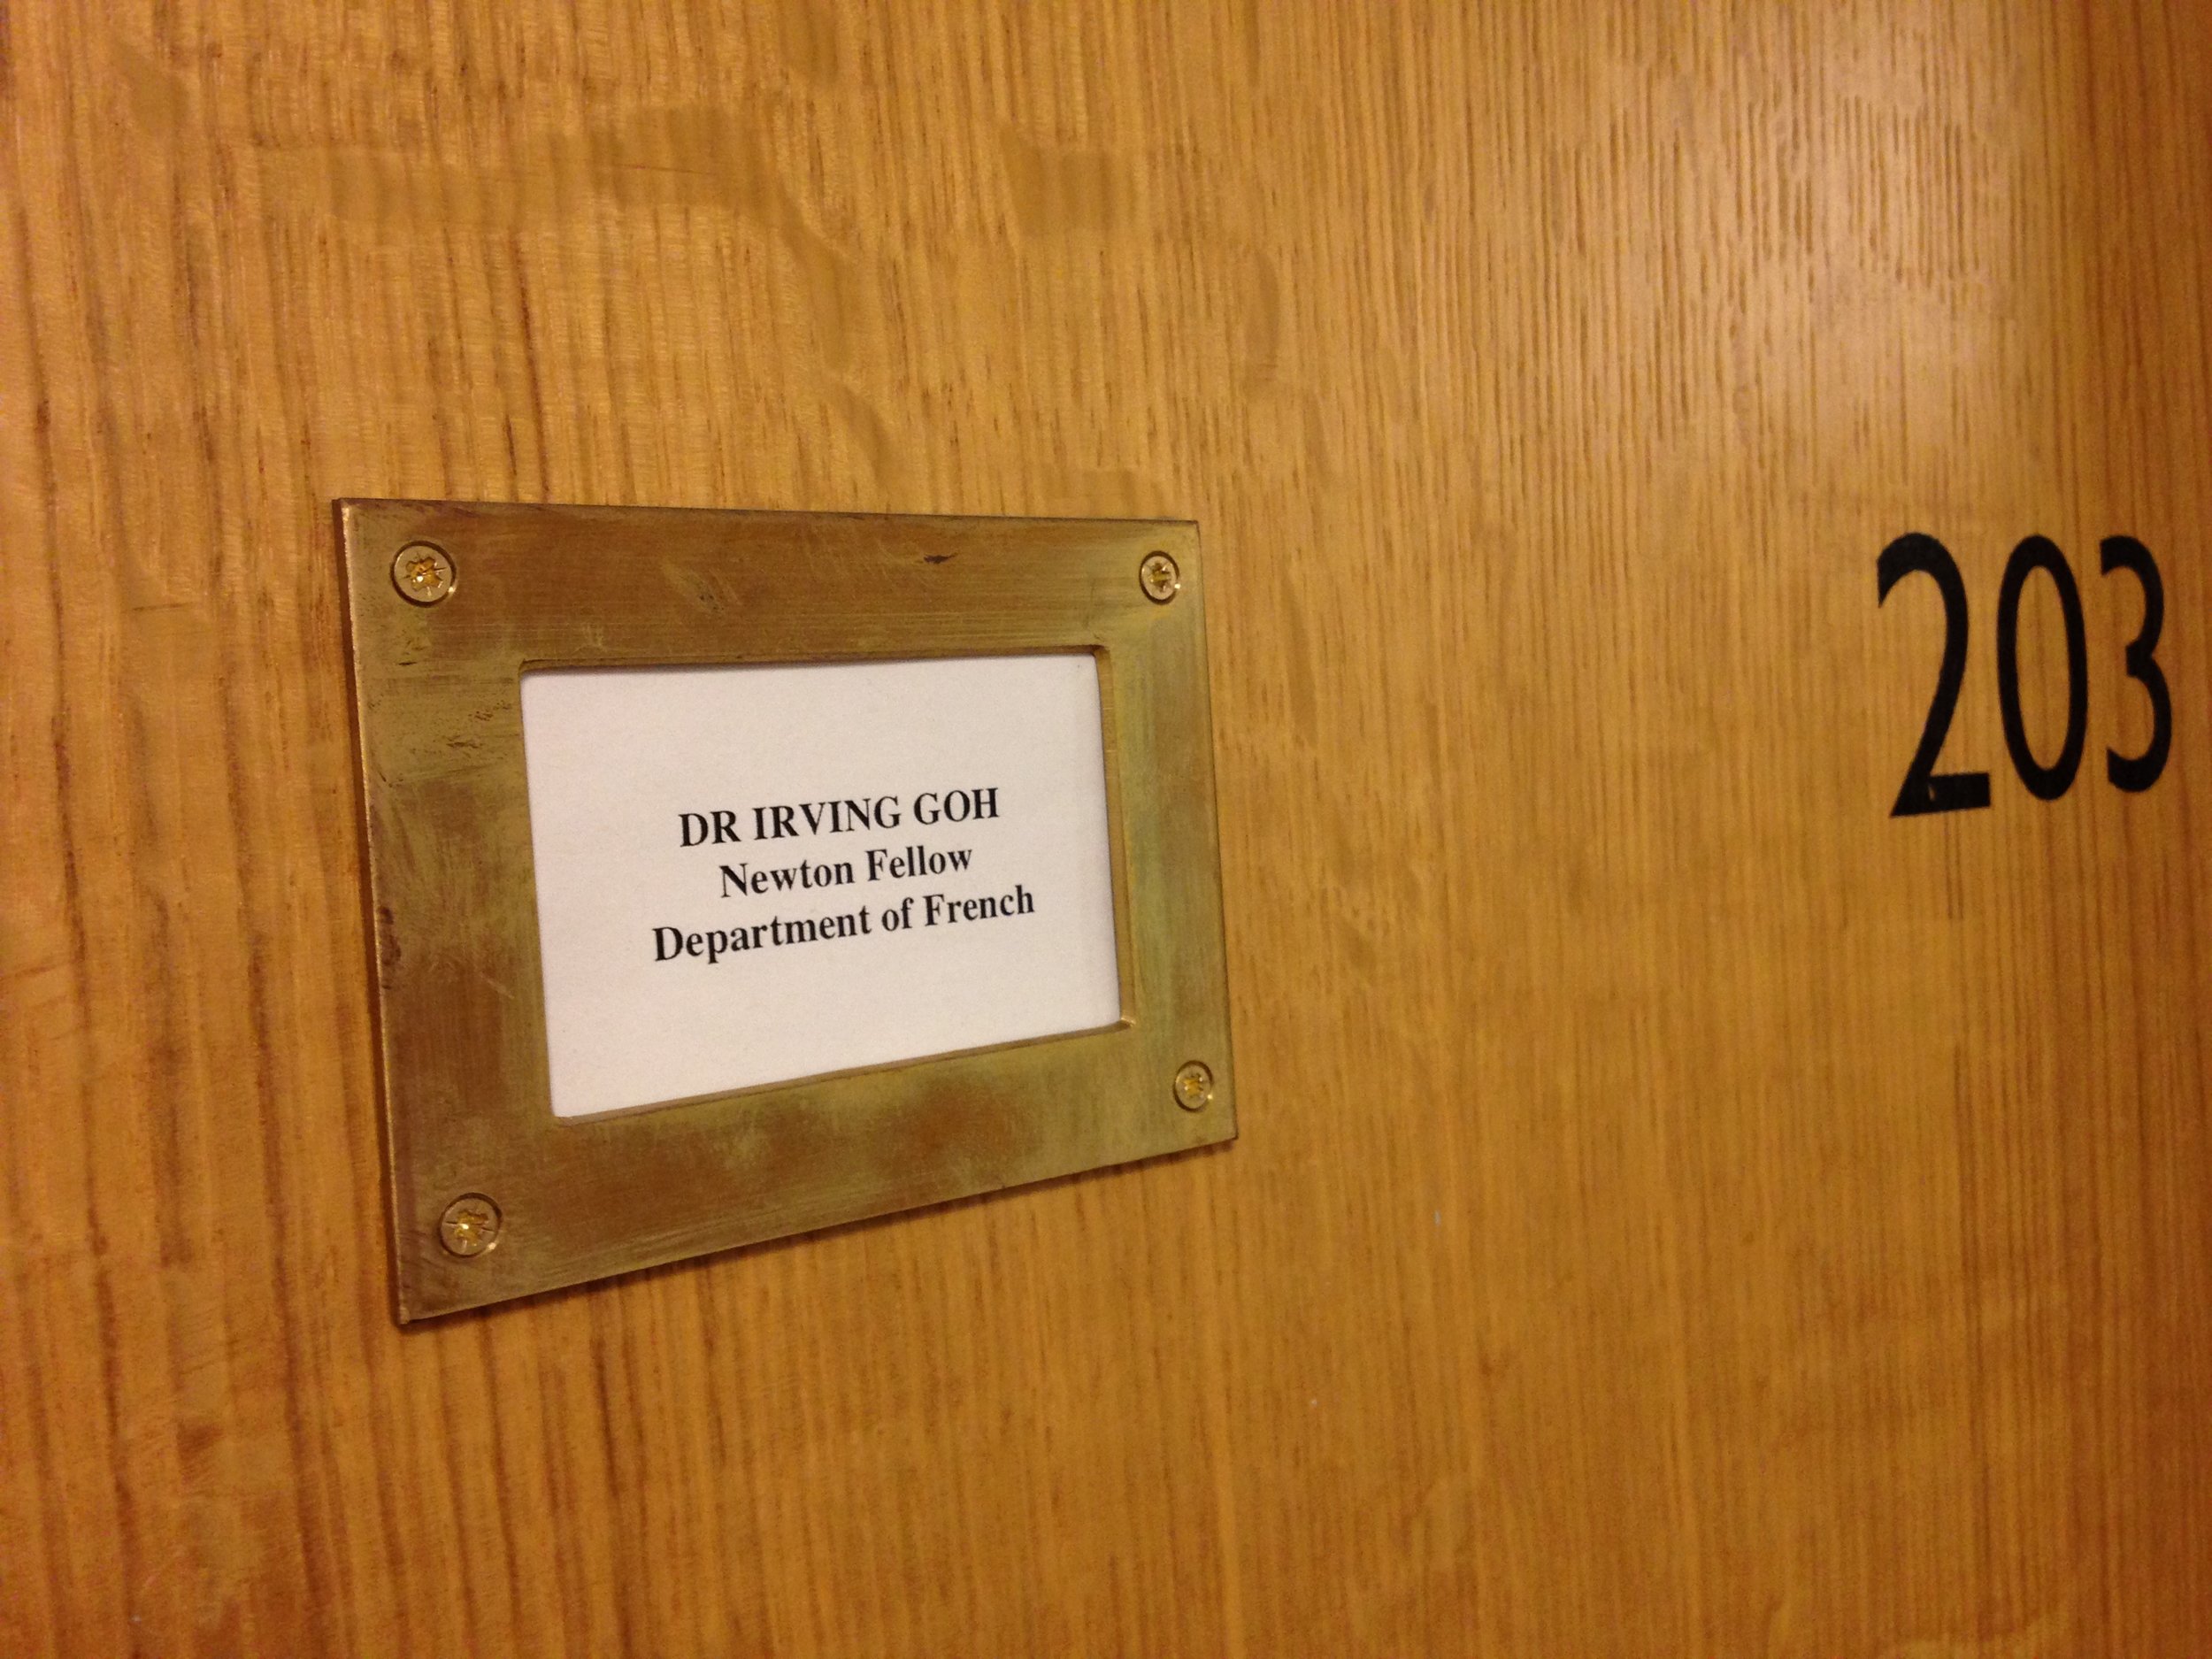 DR IRVING GOH
Newton Fellow
Department of French
203